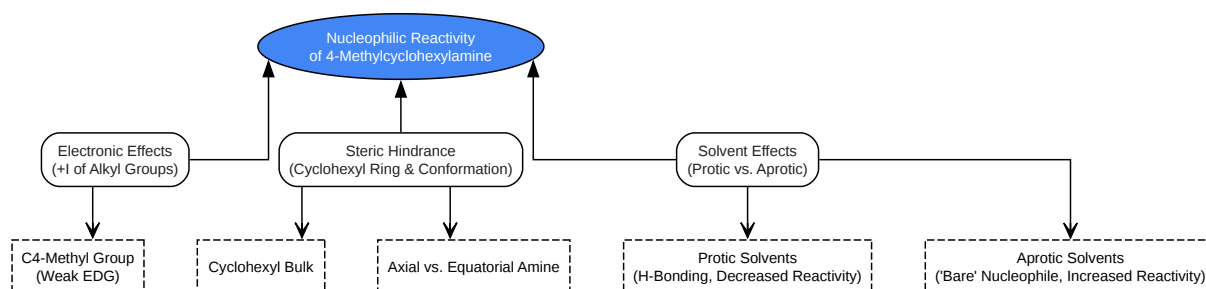 Nucleophilic Reactivity
of 4-Methylcyclohexylamine
Electronic Effects
(+I of Alkyl Groups)
Steric Hindrance
(Cyclohexyl Ring & Conformation)
Solvent Effects
(Protic vs. Aprotic)
C4-Methyl Group
(Weak EDG)
Cyclohexyl Bulk
Axial vs. Equatorial Amine
Protic Solvents
(H-Bonding, Decreased Reactivity)
Aprotic Solvents
('Bare' Nucleophile, Increased Reactivity)